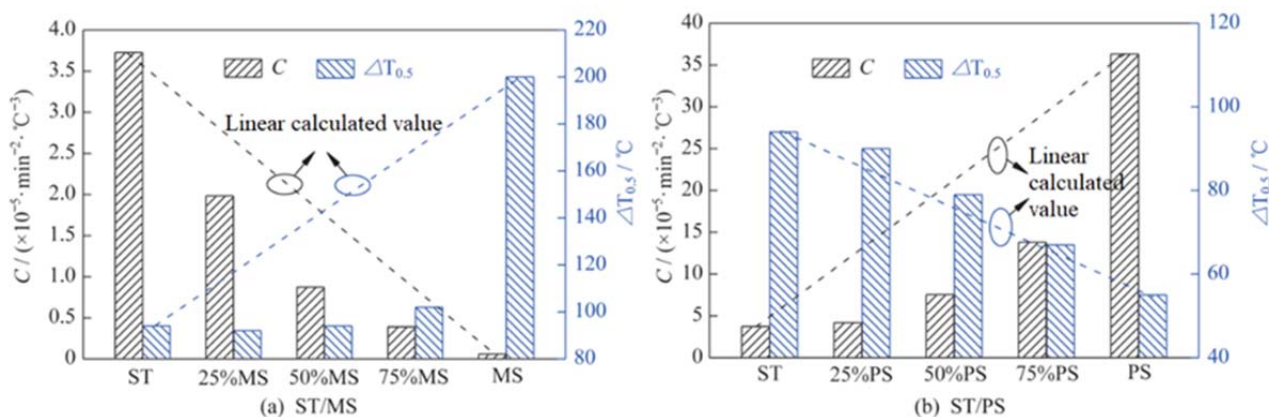 4.0
3.5
3.0
2.5
2.0
1.5
1.0
0.5
0
C / (×10⁻⁵·min⁻²·℃⁻³)
C
△T₀.₅
Linear calculated value
220
200
180
160
140
120
100
80
△T₀.₅ / ℃
ST 25%MS 50%MS 75%MS MS
(a) ST/MS
40
35
30
25
20
15
10
5
0
C / (×10⁻⁵·min⁻²·℃⁻³)
C
△T₀.₅
Linear
calculated
value
120
100
80
60
40
△T₀.₅ / ℃
ST 25%PS 50%PS 75%PS PS
(b) ST/PS